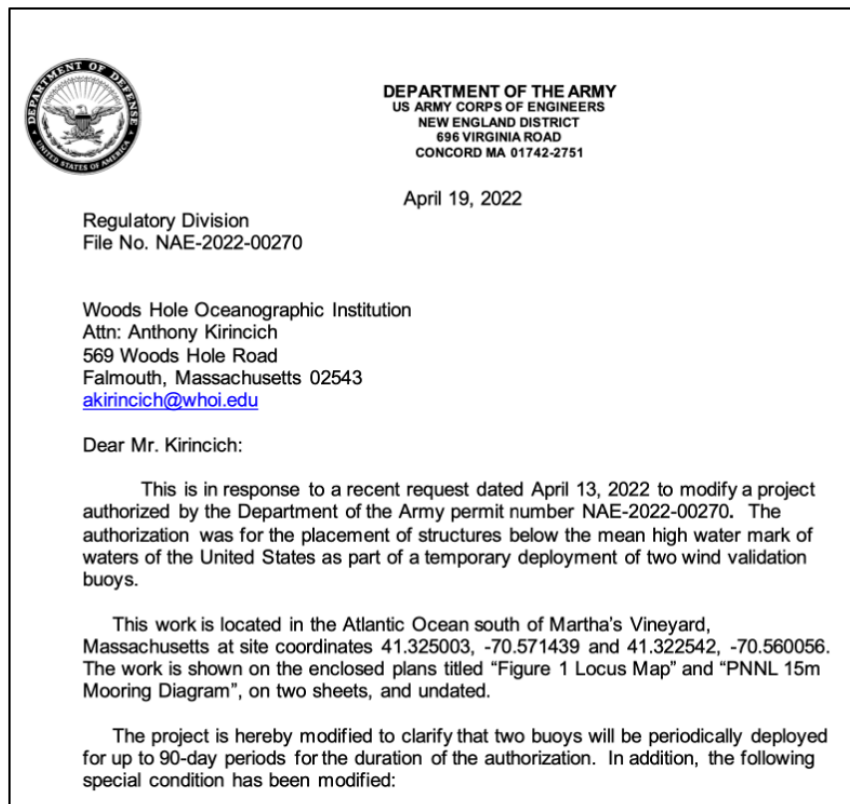 DEPARTMENT OF DEFENSE
UNITED STATES OF AMERICA
DEPARTMENT OF THE ARMY
US ARMY CORPS OF ENGINEERS
NEW ENGLAND DISTRICT
696 VIRGINIA ROAD
CONCORD MA 01742-2751
April 19, 2022
Regulatory Division
File No. NAE-2022-00270
Woods Hole Oceanographic Institution
Attn: Anthony Kirincich
569 Woods Hole Road
Falmouth, Massachusetts 02543
akirincich@whoi.edu
Dear Mr. Kirincich:
This is in response to a recent request dated April 13, 2022 to modify a project
authorized by the Department of the Army permit number NAE-2022-00270. The
authorization was for the placement of structures below the mean high water mark of
waters of the United States as part of a temporary deployment of two wind validation
buoys.
This work is located in the Atlantic Ocean south of Martha's Vineyard,
Massachusetts at site coordinates 41.325003, -70.571439 and 41.322542, -70.560056.
The work is shown on the enclosed plans titled “Figure 1 Locus Map” and “PNNL 15m
Mooring Diagram”, on two sheets, and undated.
The project is hereby modified to clarify that two buoys will be periodically deployed
for up to 90-day periods for the duration of the authorization. In addition, the following
special condition has been modified: